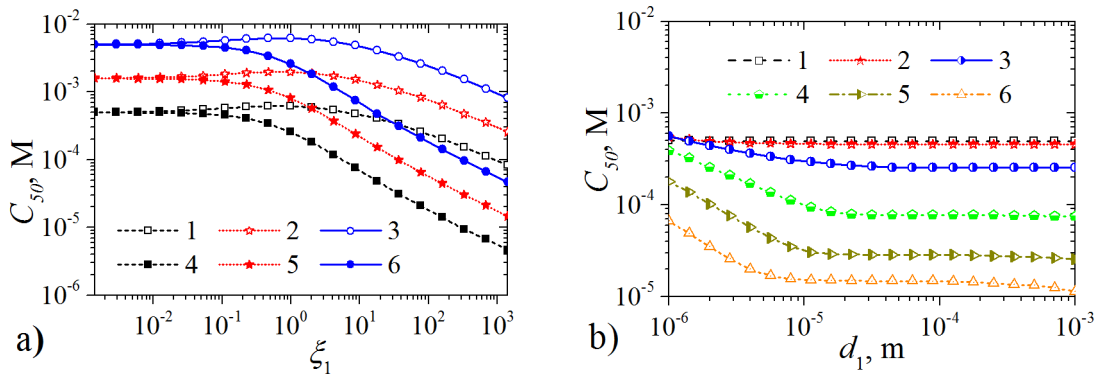 10⁻² 10⁻³ 10⁻⁴ 10⁻⁵ 10⁻⁶
C₅₀, M
1 2 3
4 5 6
10⁻² 10⁻¹ 10⁰ 10¹ 10² 10³
a) ξ₁
10⁻² 10⁻³ 10⁻⁴ 10⁻⁵
C₅₀, M
1 2 3
4 5 6
10⁻⁶ 10⁻⁵ 10⁻⁴ 10⁻³
b) d₁, m